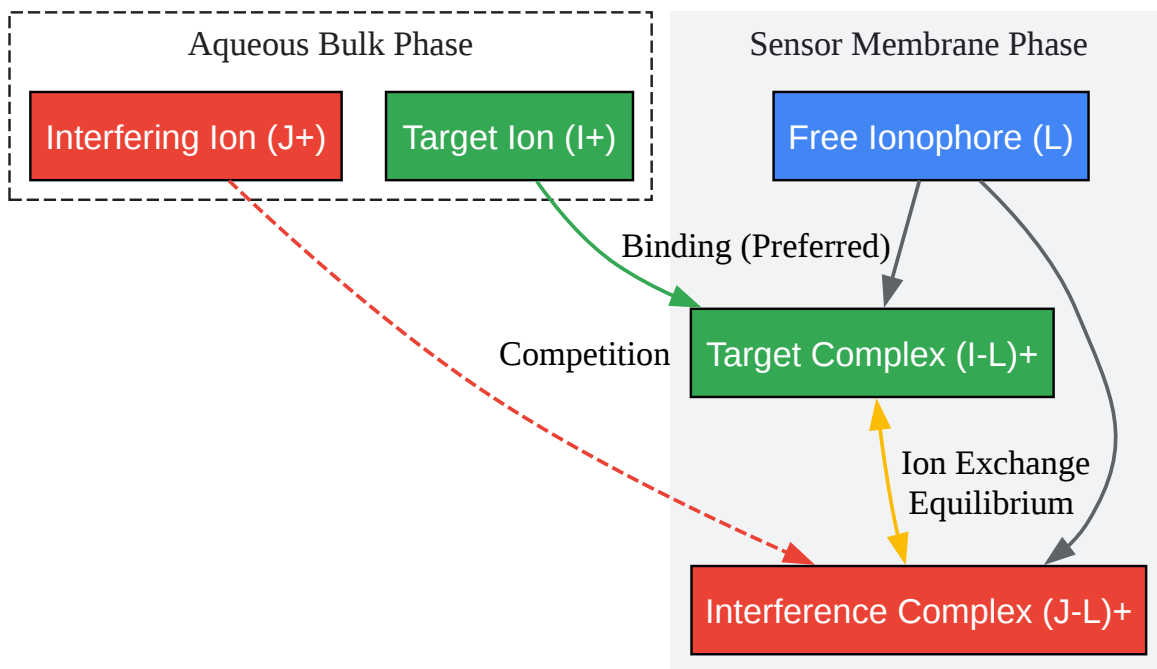 Aqueous Bulk Phase
Sensor Membrane Phase
Interfering Ion (J+)
Target Ion (I+)
Free Ionophore (L)
Binding (Preferred)
Competition
Target Complex (I-L)+
Ion Exchange
Equilibrium
Interference Complex (J-L)+